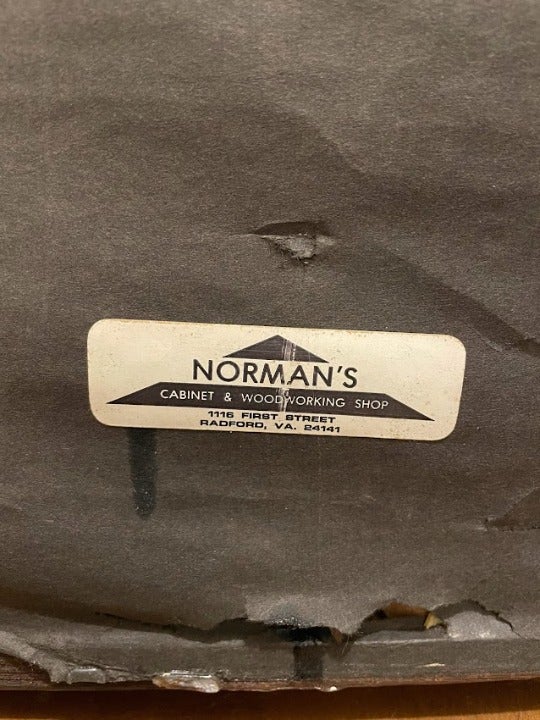 NORMAN'S
CABINET & WOODWORKING SHOP
1116 FIRST STREET
RADFORD, VA. 24141